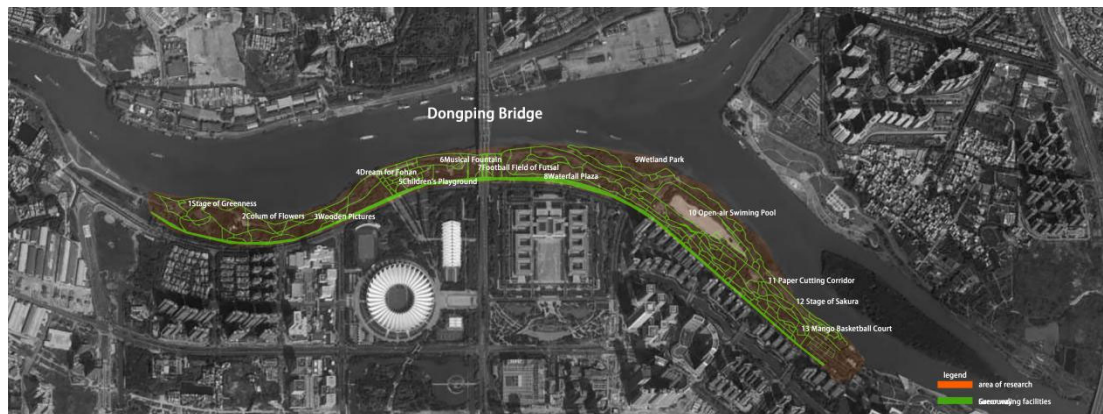 Dongping Bridge
6Musical Fountain
7Football Field of Futsal
9Wetland Park
4Dream for Fohan
5Children's Playground
8Waterfall Plaza
1Stage of Greenness
2Colum of Flowers
3Wooden Pictures
10 Open-air Swiming Pool
11 Paper Cutting Corridor
12 Stage of Sakura
13 Mango Basketball Court
legend
area of research
facilities